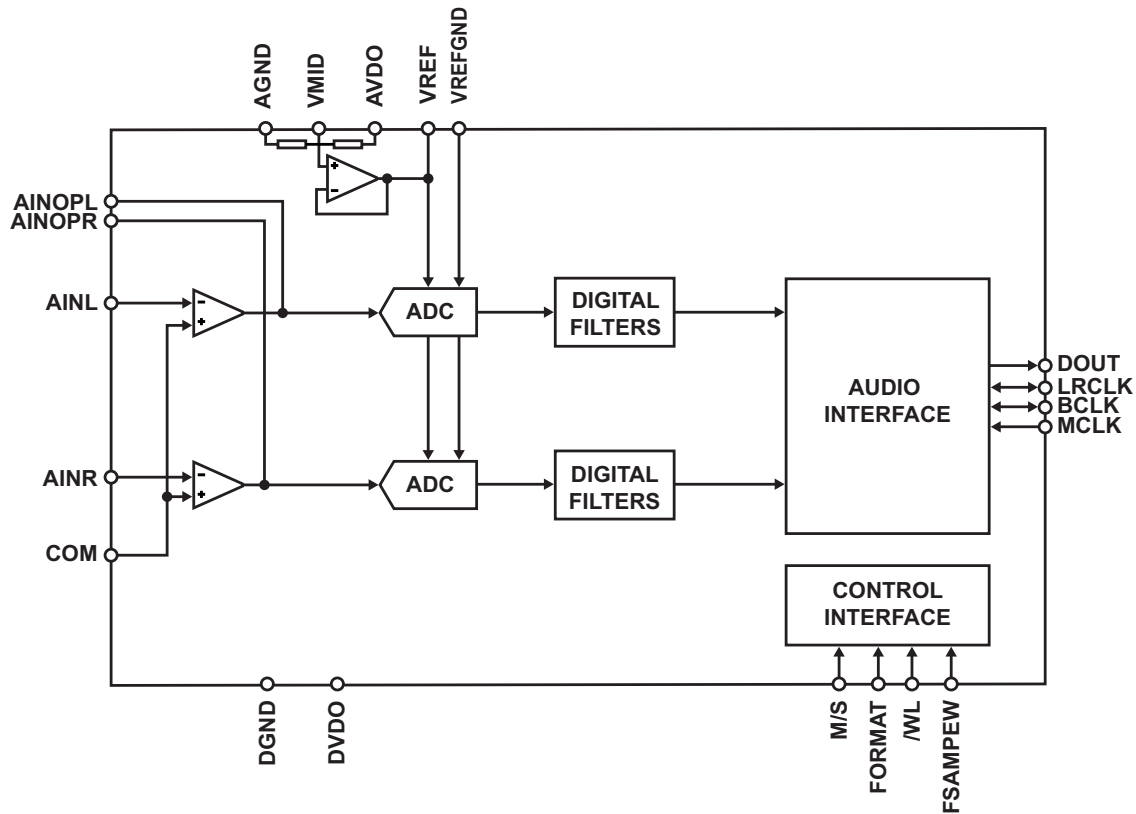 AGND
VMID
AVDO
VREF
VREFGND
+
-
AINOPL
AINOPR
AINL
-
+
ADC
DIGITAL
FILTERS
AUDIO
INTERFACE
DOUT
LRCLK
BCLK
MCLK
AINR
-
+
ADC
DIGITAL
FILTERS
COM
CONTROL
INTERFACE
DGND
DVDO
M/S
FORMAT
/WL
FSAMPEW